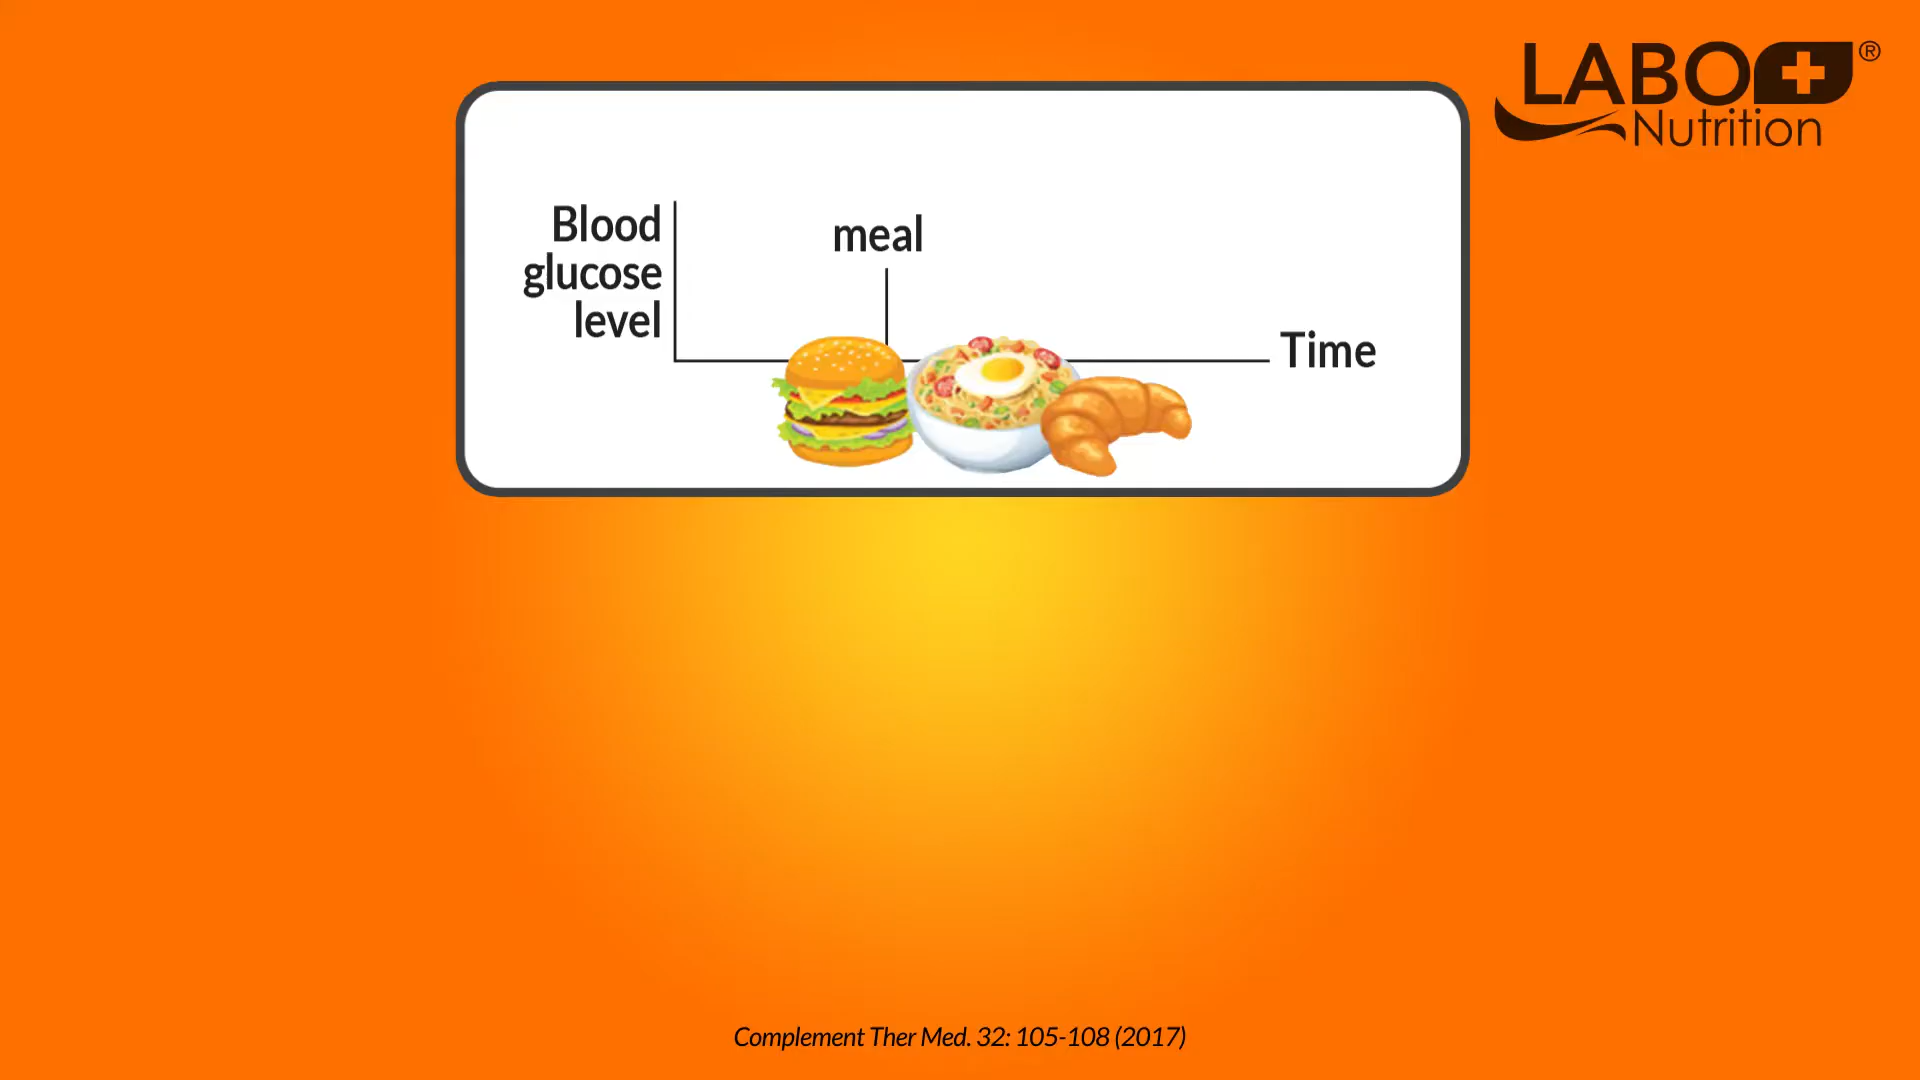 LABO
Nutrition
®
Blood
glucose
level
meal
Time
Complement Ther Med. 32: 105-108 (2017)